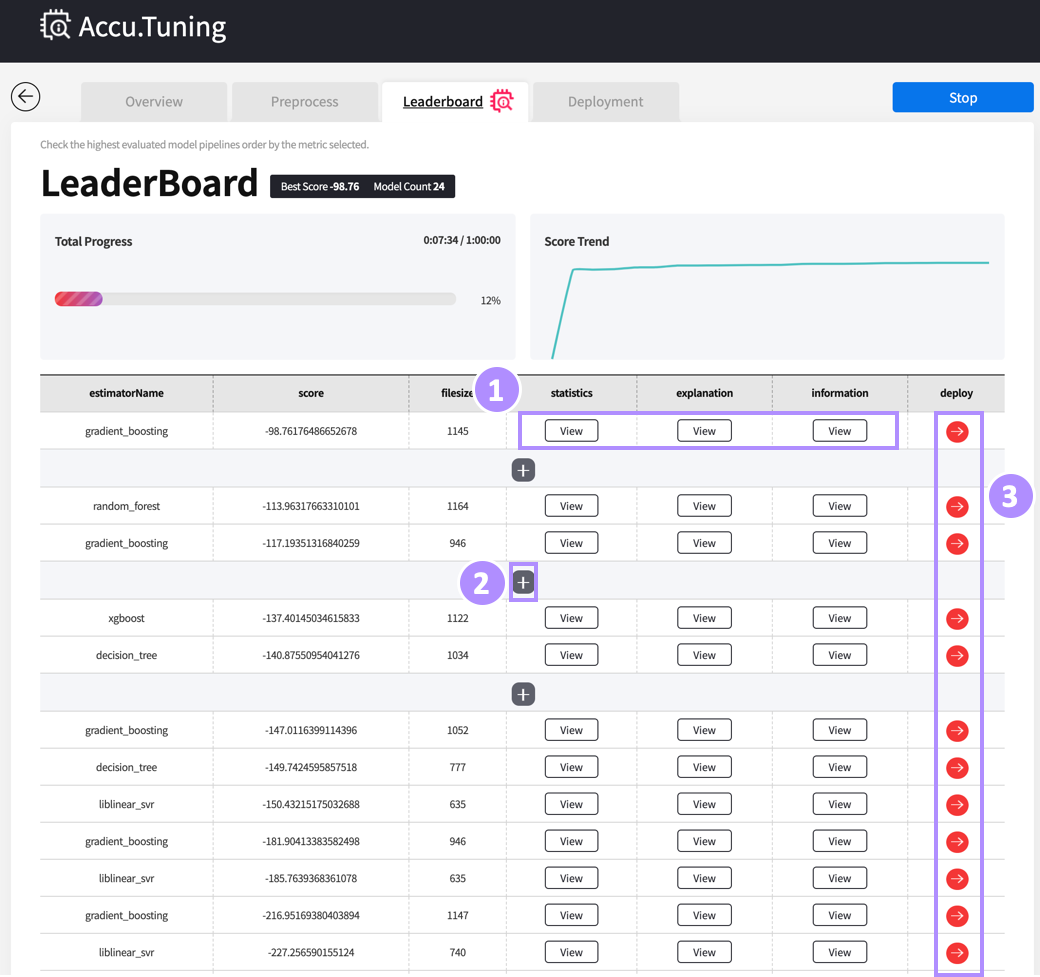 Accu.Tuning
Overview Preprocess Leaderboard Deployment Stop
Check the highest evaluated model pipelines order by the metric selected.
LeaderBoard Best Score -98.76 Model Count 24
Total Progress 0:07:34 / 1:00:00 Score Trend
12%
estimatorName score filesize 1 statistics explanation information deploy
gradient_boosting -98.76176486652678 1145 View View View
+
3
random_forest -113.96317663310101 1164 View View View
gradient_boosting -117.19351316840259 946 View View View
2 +
xgboost -137.40145034615833 1122 View View View
decision_tree -140.87550954041276 1034 View View View
+
gradient_boosting -147.0116399114396 1052 View View View
decision_tree -149.7424595857518 777 View View View
liblinear_svr -150.43215175032688 635 View View View
gradient_boosting -181.90413383582498 946 View View View
liblinear_svr -185.7639368361078 635 View View View
gradient_boosting -216.95169380403894 1147 View View View
liblinear_svr -227.256590155124 740 View View View